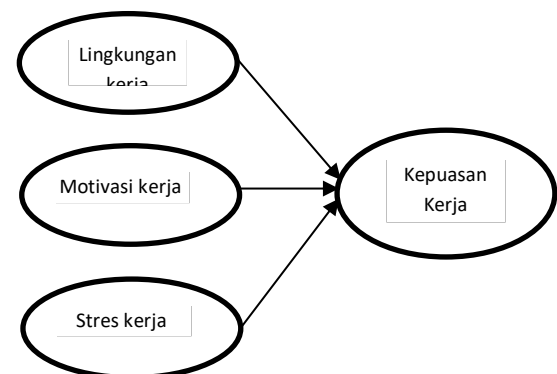 Lingkungan
kerja
Motivasi kerja
Kepuasan
Kerja
Stres kerja